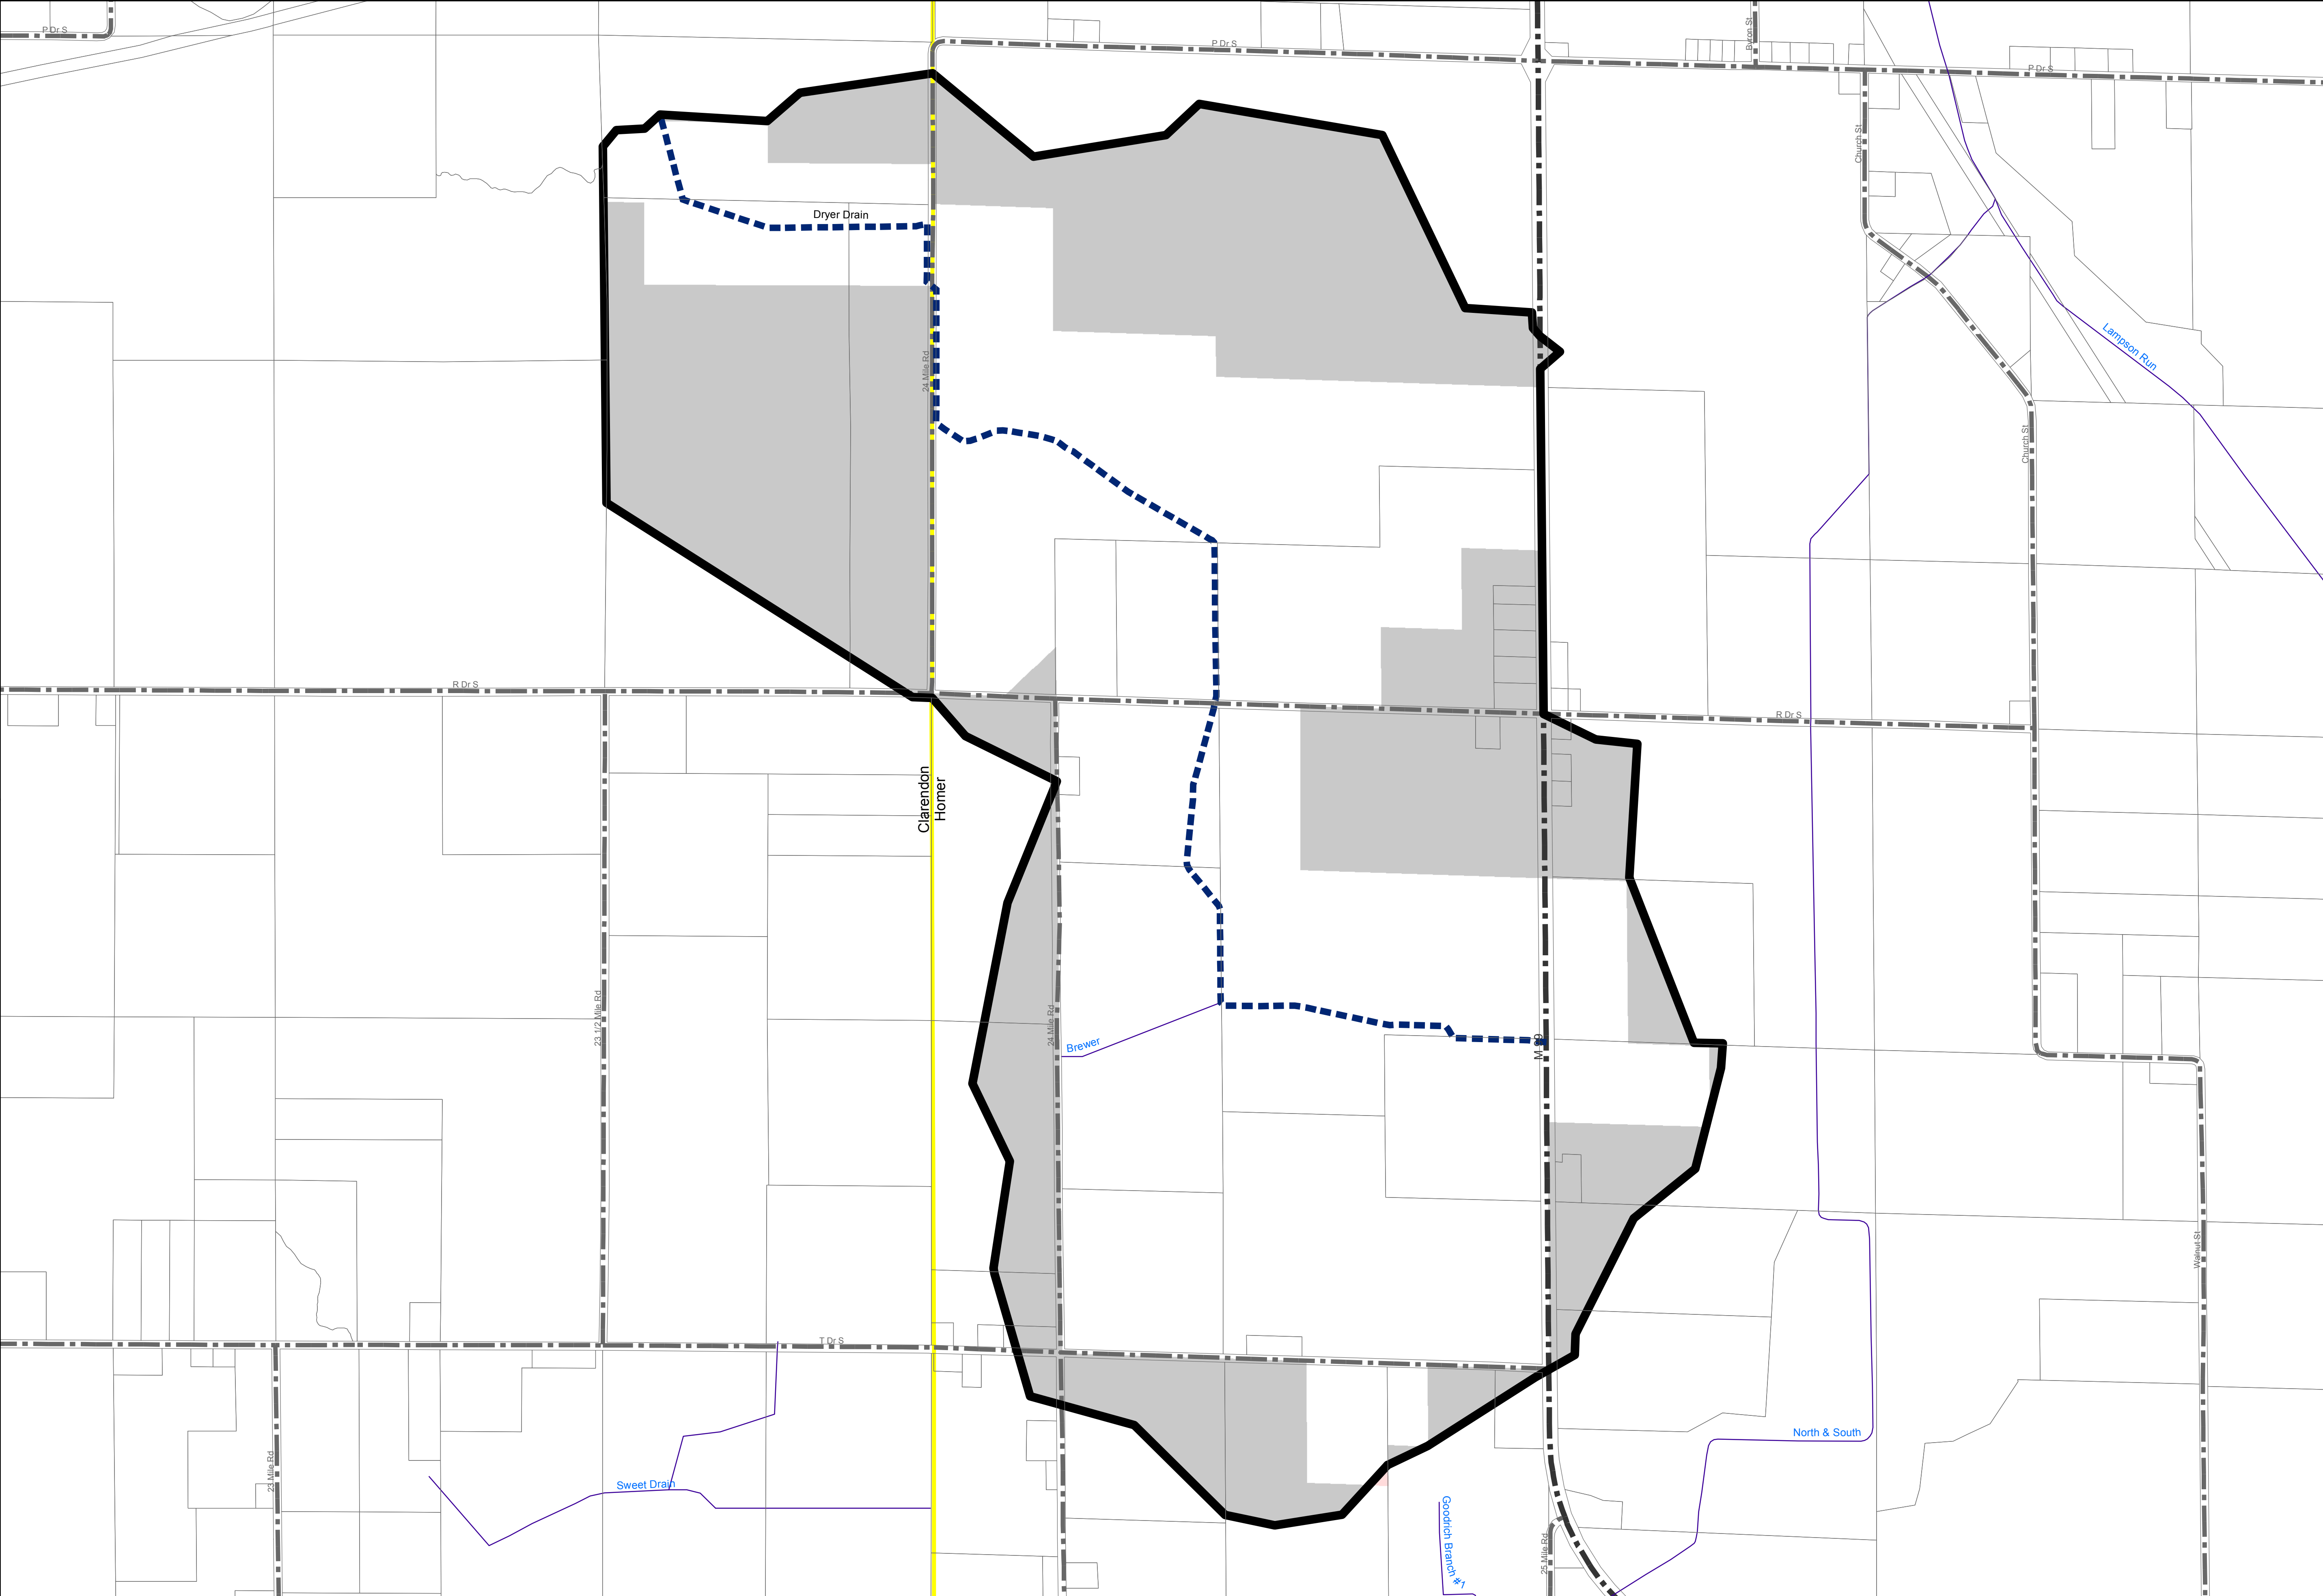 P Dr S
P Dr S
Byron St
P Dr S
Church St
Dryer Drain
Lampson Run
24 Mile Rd
Church St
R Dr S
R Dr S
Clarendon
Homer
23 1/2 Mile Rd
24 Mile Rd
Brewer
M 99
Walnut St
T Dr S
North & South
23 Mile Rd
Sweet Drain
Goodrich Branch #1
25 Mile Rd